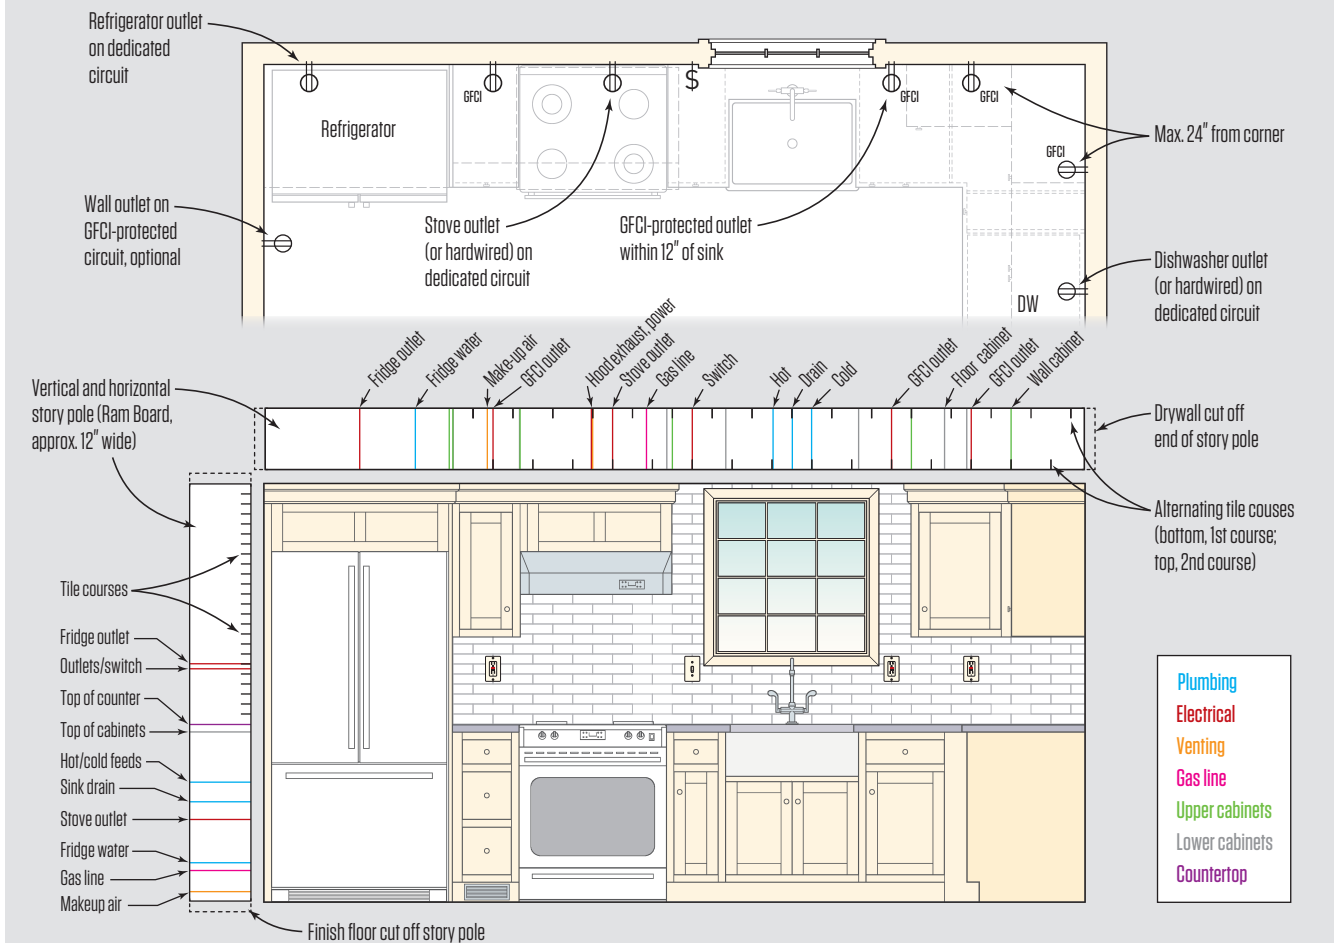 Refrigerator outlet
on dedicated
circuit
GFCI
$
GFCI
GFCI
Refrigerator
Max. 24" from corner
GFCI
Wall outlet on
GFCI-protected
circuit, optional
Stove outlet
(or hardwired) on
dedicated circuit
GFCI-protected outlet
within 12" of sink
Dishwasher outlet
(or hardwired) on
dedicated circuit
DW
Fridge outlet
Fridge water
Make-up air
GFCI outlet
Hood exhaust, power
Stove outlet
Gas line
Switch
Hot
Drain
Cold
GFCI outlet
Floor cabinet
GFCI outlet
Wall cabinet
Vertical and horizontal
story pole (Ram Board,
approx. 12" wide)
Drywall cut off
end of story pole
Alternating tile couses
(bottom, 1st course;
top, 2nd course)
Tile courses
Fridge outlet
Outlets/switch
Top of counter
Top of cabinets
Hot/cold feeds
Sink drain
Stove outlet
Fridge water
Gas line
Makeup air
Plumbing
Electrical
Venting
Gas line
Upper cabinets
Lower cabinets
Countertop
Finish floor cut off story pole